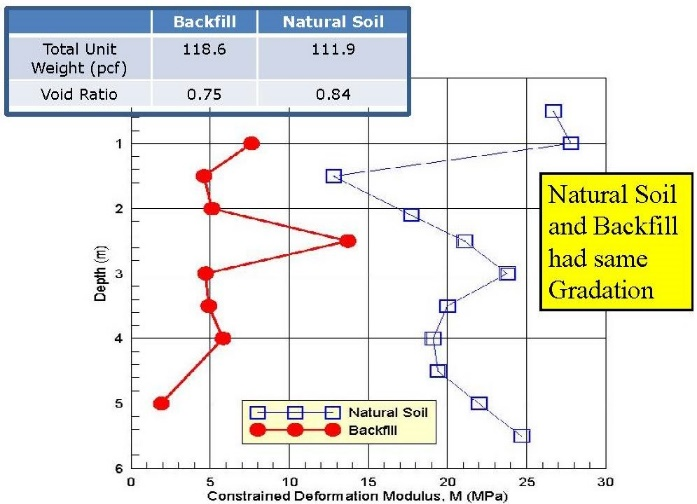 Backfill Natural Soil
Total Unit 118.6 111.9
Weight (pcf)
Void Ratio 0.75 0.84
1
2
3
4
5
6
Depth (m)
Natural Soil
and Backfill
had same
Gradation
Natural Soil
Backfill
0 5 10 15 20 25 30
Constrained Deformation Modulus, M (MPa)